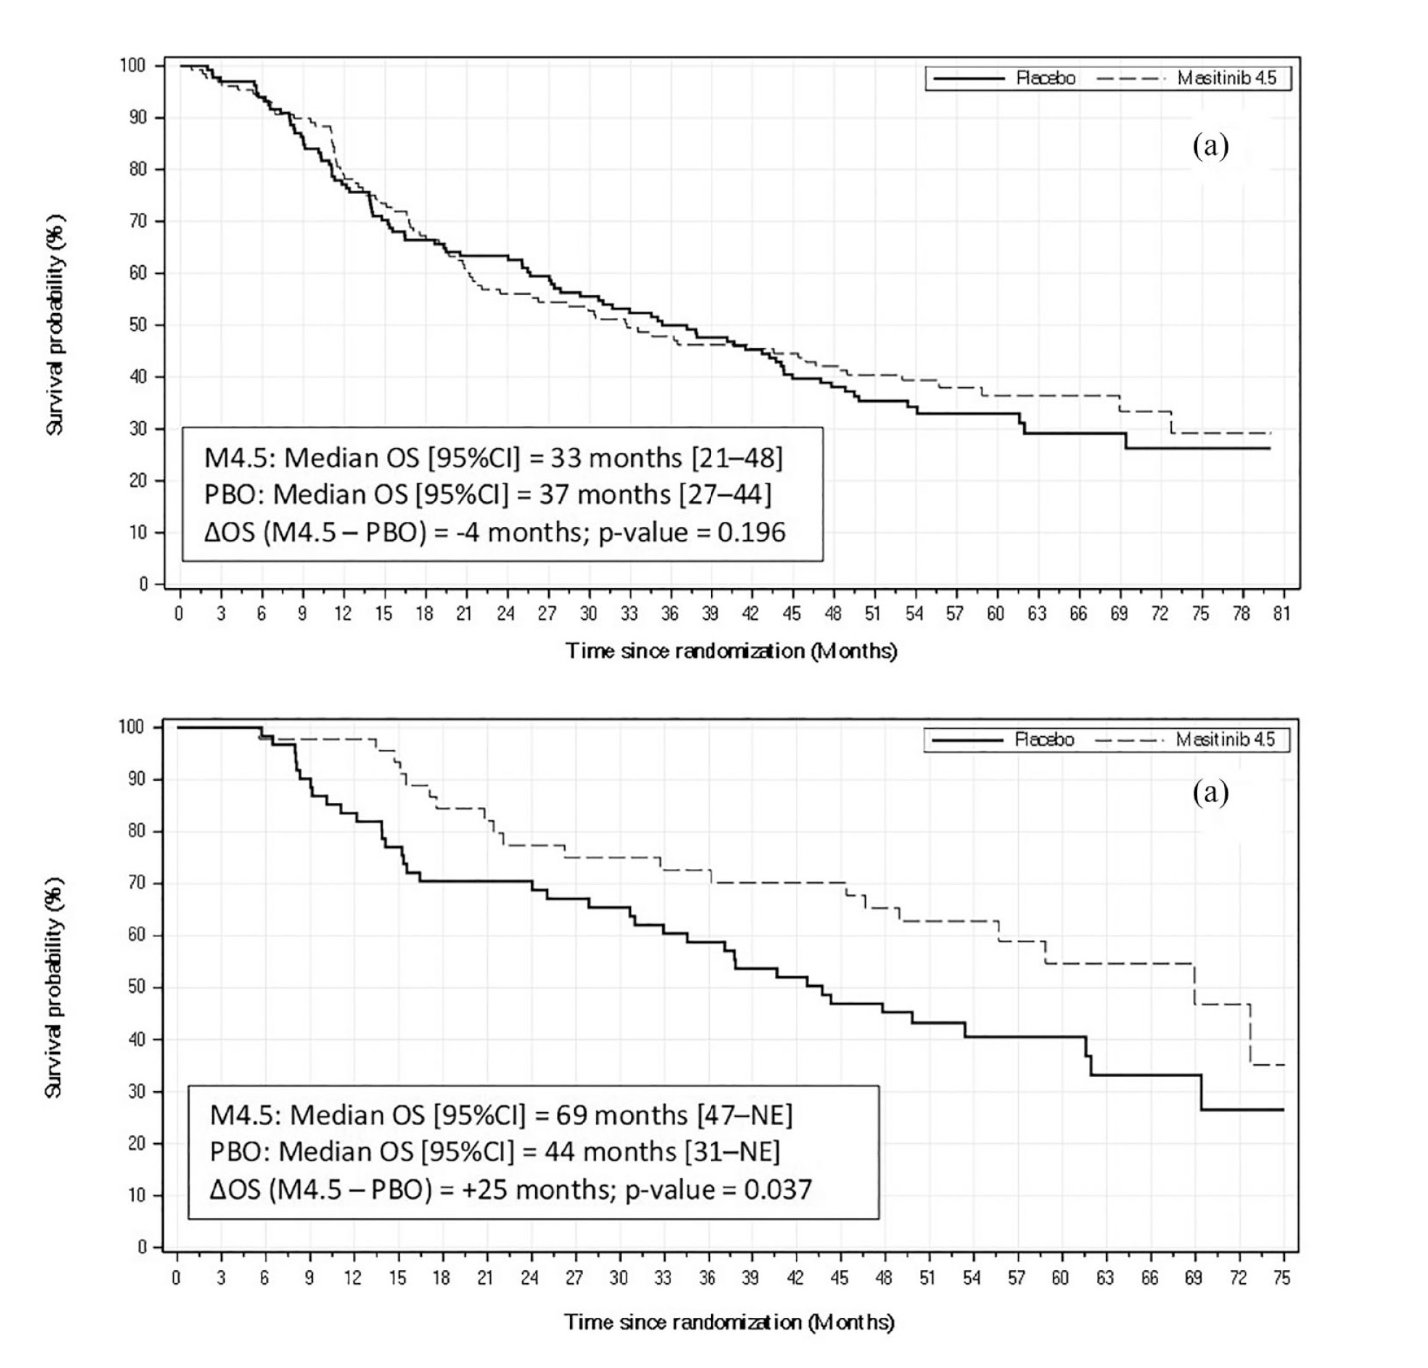 100
90
80
70
60
50
40
30
20
10
0
Survival probability (%)
Placebo Masitinib 4.5
(a)
M4.5: Median OS [95%CI] = 33 months [21–48]
PBO: Median OS [95%CI] = 37 months [27–44]
ΔOS (M4.5 – PBO) = -4 months; p-value = 0.196
0 3 6 9 12 15 18 21 24 27 30 33 36 39 42 45 48 51 54 57 60 63 66 69 72 75 78 81
Time since randomization (Months)
100
90
80
70
60
50
40
30
20
10
0
Survival probability (%)
Placebo Masitinib 4.5
(a)
M4.5: Median OS [95%CI] = 69 months [47–NE]
PBO: Median OS [95%CI] = 44 months [31–NE]
ΔOS (M4.5 – PBO) = +25 months; p-value = 0.037
0 3 6 9 12 15 18 21 24 27 30 33 36 39 42 45 48 51 54 57 60 63 66 69 72 75
Time since randomization (Months)